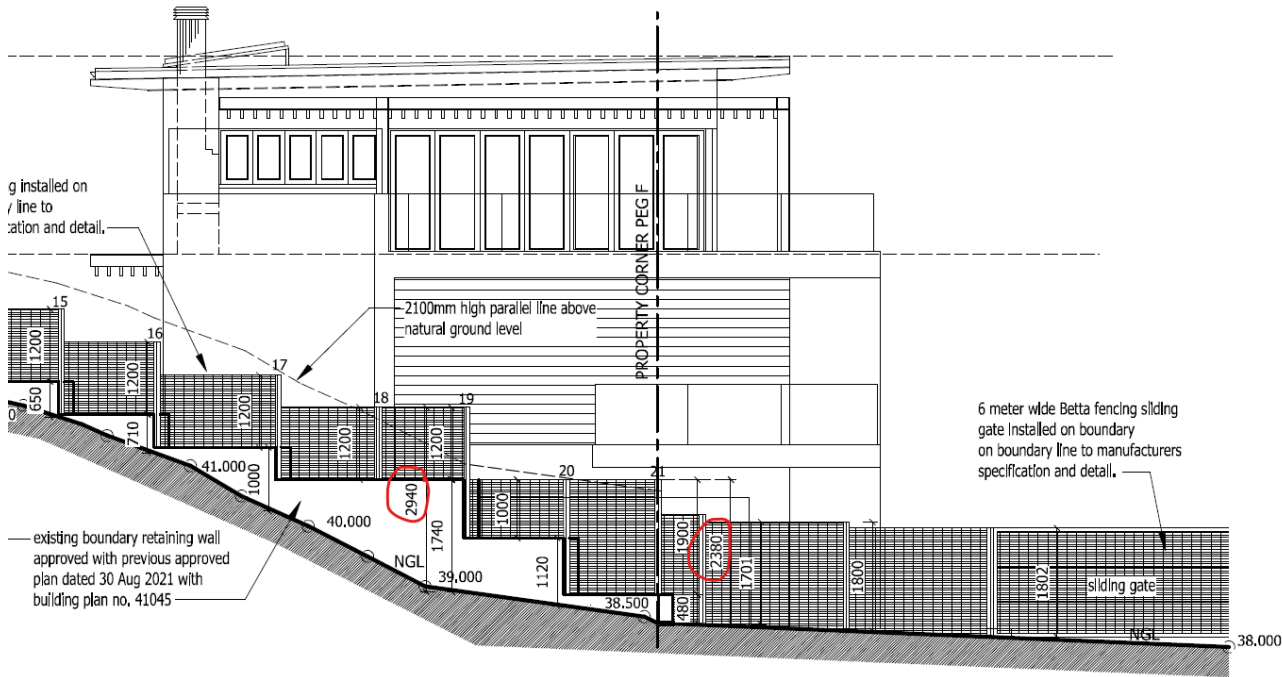 g installed on
y line to
cation and detail.
15
16
17
18
19
20
21
2100mm high parallel line above
natural ground level
PROPERTY CORNER PEG F
6 meter wide Betta fencing sliding
gate installed on boundary
on boundary line to manufacturers
specification and detail.
1200
1200
1200
1200
1200
0
650
710
1000
41.000
40.000
2940
1740
NGL
39.000
1000
1120
38.500
1900
480
2380
1701
1800
1802
sliding gate
NGL
38.000
existing boundary retaining wall
approved with previous approved
plan dated 30 Aug 2021 with
building plan no. 41045